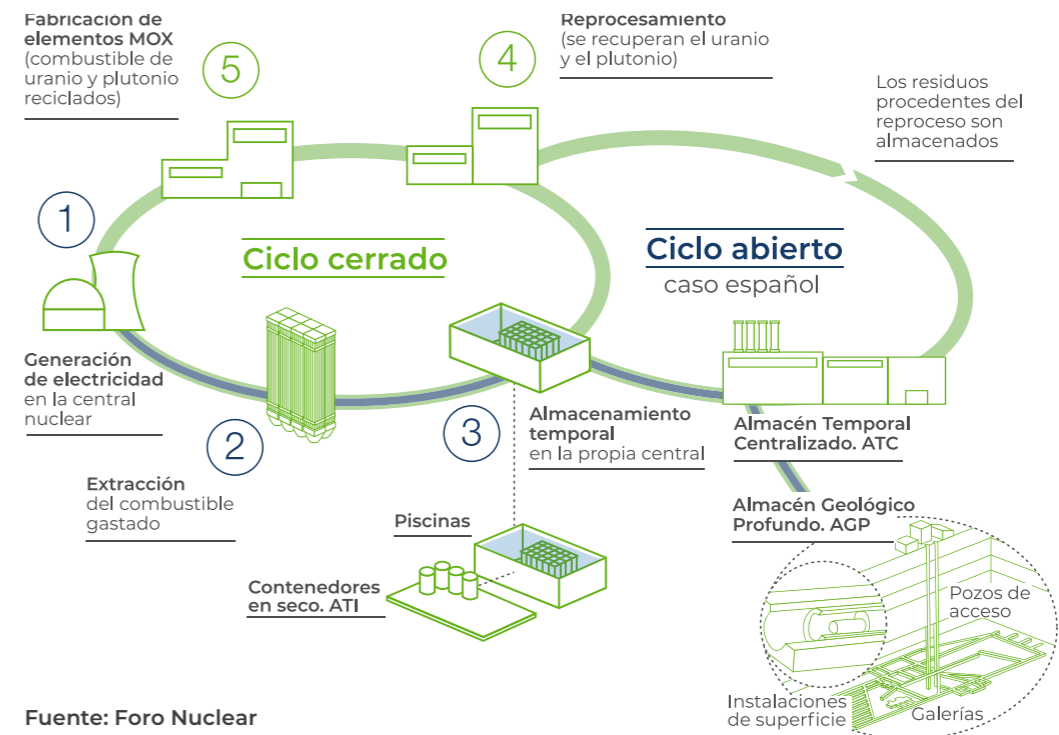 Fabricación de
elementos MOX
(combustible de
uranio y plutonio
reciclados)
5
4
Reprocesamiento
(se recuperan el uranio
y el plutonio)
Los residuos
procedentes del
reproceso son
almacenados
1
Ciclo cerrado
Ciclo abierto
caso español
Generación
de electricidad
en la central
nuclear
2
Extracción
del combustible
gastado
3
Almacenamiento
temporal
en la propia central
Almacén Temporal
Centralizado. ATC
Piscinas
Contenedores
en seco. ATI
Almacén Geológico
Profundo. AGP
Pozos de
acceso
Instalaciones
de superficie
Galerías
Fuente: Foro Nuclear